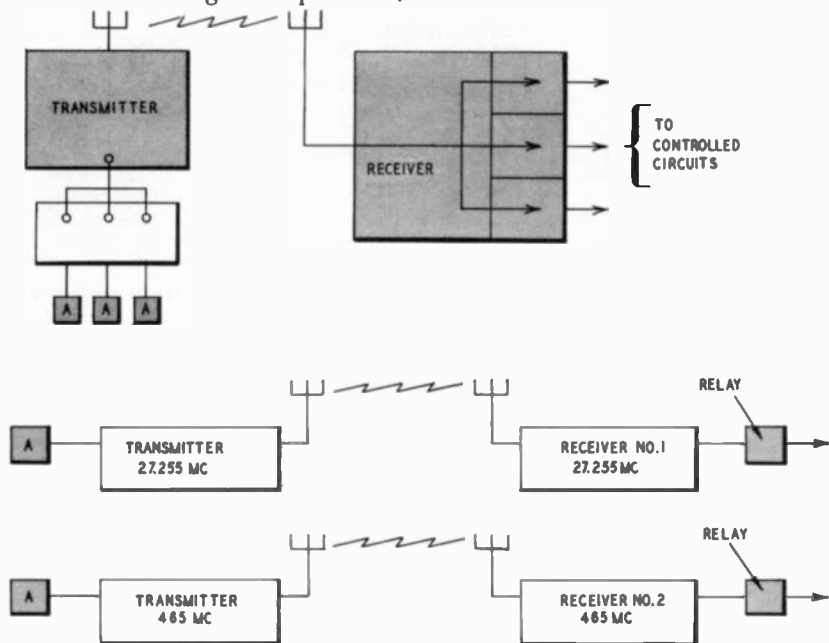 TRANSMITTER
RECEIVER
TO
CONTROLLED
CIRCUITS
A A A
RELAY
A
TRANSMITTER
27.255 MC
RECEIVER NO.1
27.255 MC
RELAY
A
TRANSMITTER
465 MC
RECEIVER NO.2
465 MC